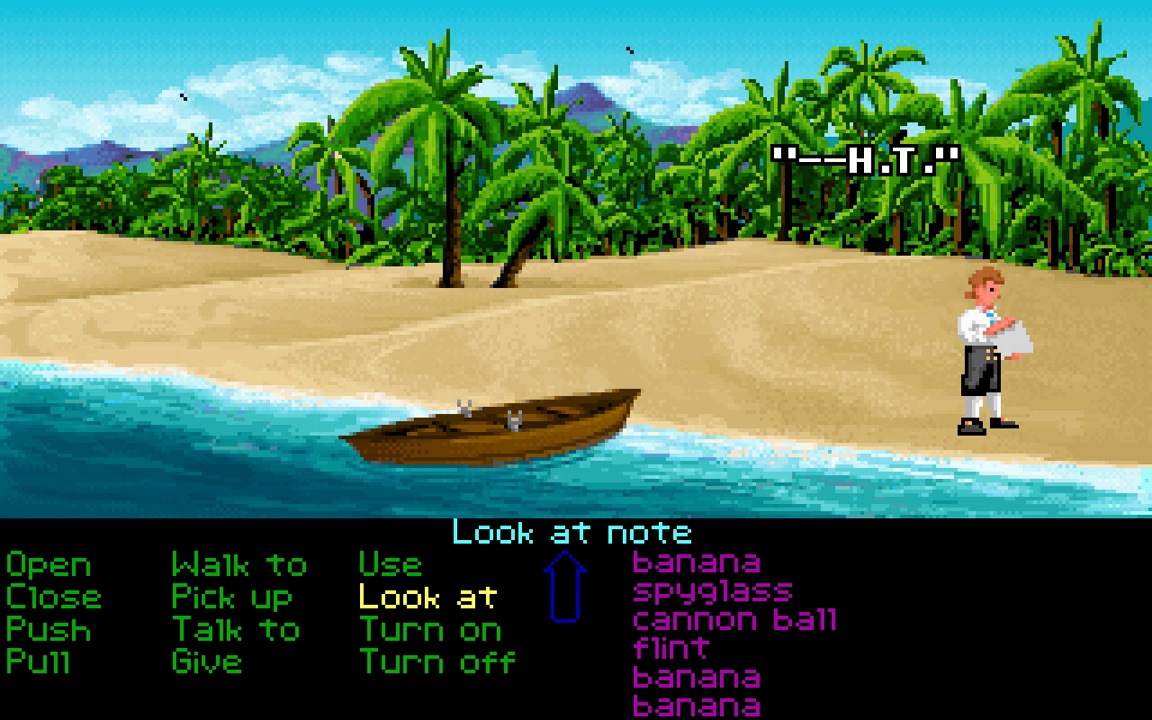 "--H.T."
Look at note
Open Walk to Use banana
Close Pick up Look at spyglass
Push Talk to Turn on cannon ball
Pull Give Turn off flint
banana
banana